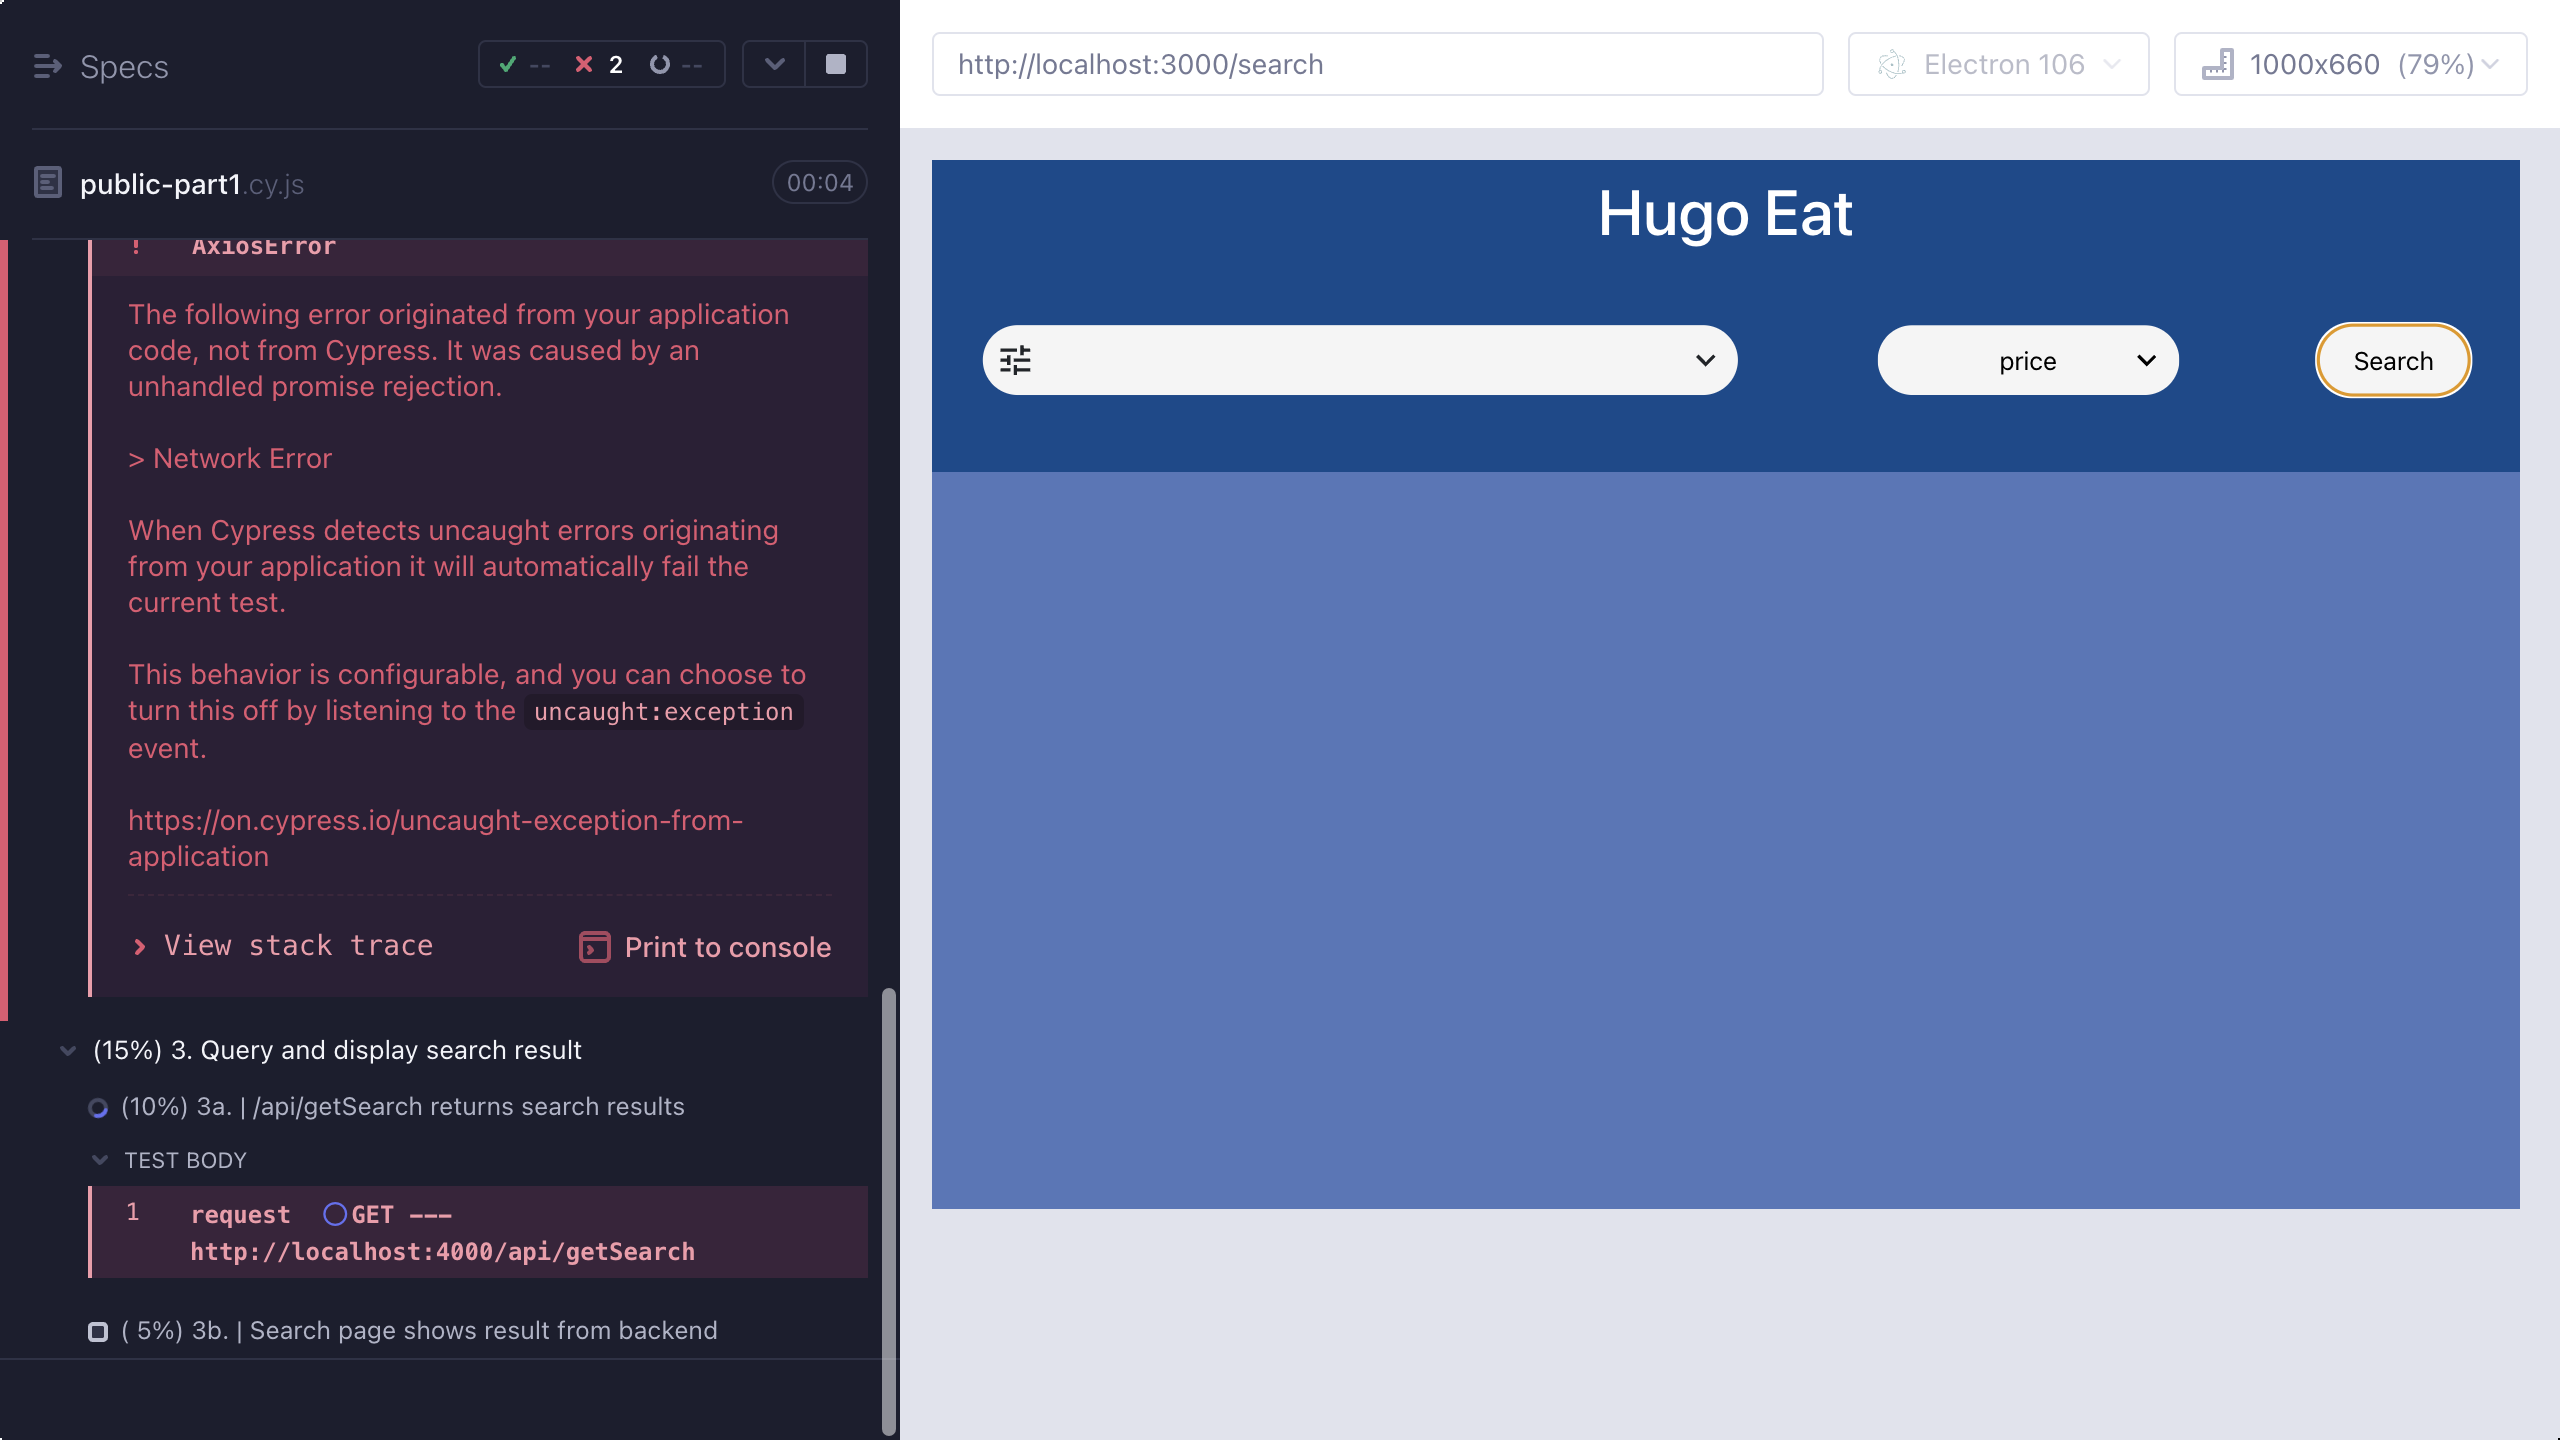 Specs
-- 2 --
public-part1.cy.js 00:04
! AxiosError
The following error originated from your application
code, not from Cypress. It was caused by an
unhandled promise rejection.
> Network Error
When Cypress detects uncaught errors originating
from your application it will automatically fail the
current test.
This behavior is configurable, and you can choose to
turn this off by listening to the uncaught:exception
event.
https://on.cypress.io/uncaught-exception-from-
application
View stack trace Print to console
(15%) 3. Query and display search result
(10%) 3a. | /api/getSearch returns search results
TEST BODY
1 request GET ---
http://localhost:4000/api/getSearch
( 5%) 3b. | Search page shows result from backend
http://localhost:3000/search
Electron 106
1000x660 (79%)
Hugo Eat
price
Search